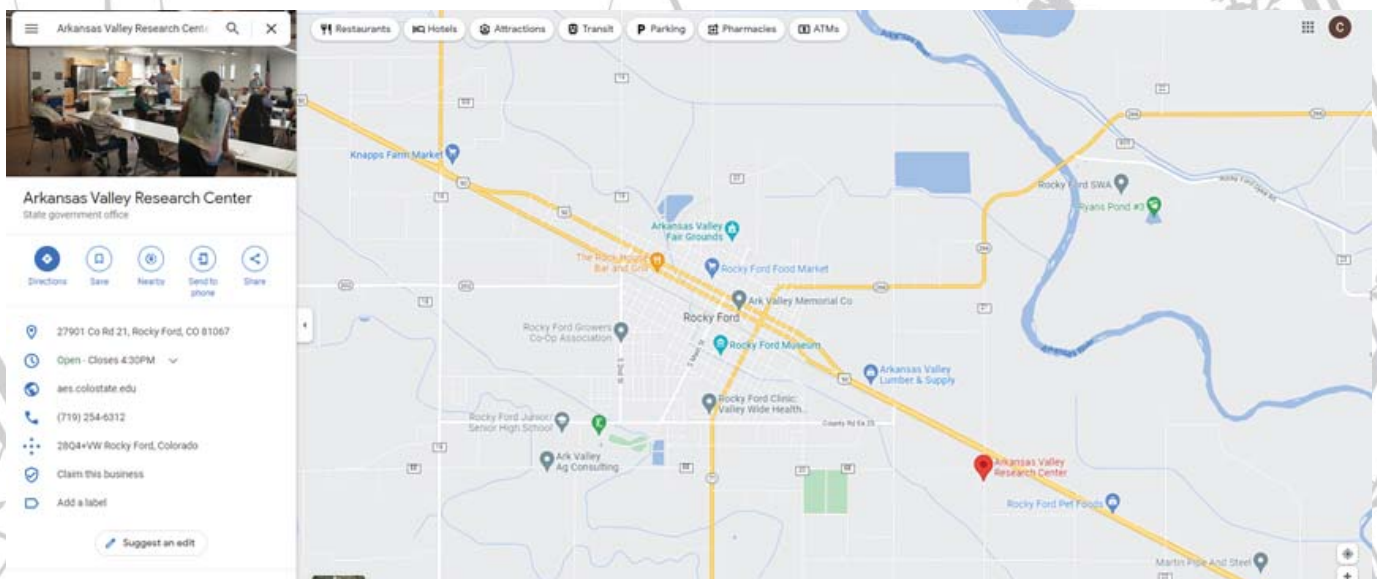 Arkansas Valley Research Cente
Restaurants
Hotels
Attractions
Transit
Parking
Pharmacies
ATMs
C
Arkansas Valley Research Center
State government office
Directions
Save
Nearby
Send to
phone
Share
27901 Co Rd 21, Rocky Ford, CO 81067
Open · Closes 4:30PM
aes.colostate.edu
(719) 254-6312
28Q4+VW Rocky Ford, Colorado
Claim this business
Add a label
Suggest an edit
Arkansas River
Knapps Farm Market
Rocky Ford SWA
Ryans Pond #3
Arkansas Valley
Fair Grounds
The Rock House
Bar and Grill
Rocky Ford Food Market
Ark Valley Memorial Co
Rocky Ford
Rocky Ford Growers
Co-Op Association
S Main St
Rocky Ford Museum
Arkansas Valley
Lumber & Supply
Rocky Ford Clinic:
Valley Wide Health...
Rocky Ford Junior/
Senior High School
Ark Valley
Ag Consulting
Arkansas Valley
Research Center
Rocky Ford Pet Foods
Martin Pipe And Steel